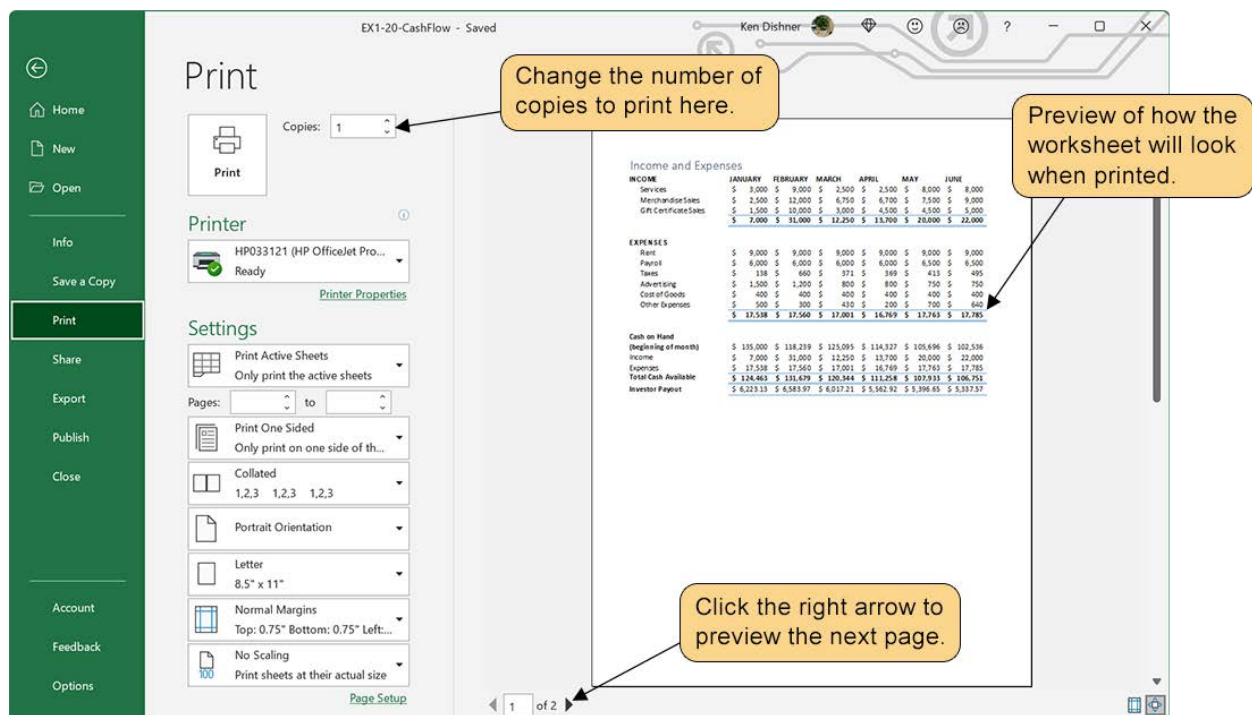 EX1-20-CashFlow - Saved
Ken Dishner
?
Home
New
Open
Info
Save a Copy
Print
Share
Export
Publish
Close
Account
Feedback
Options
Print
Print
Copies: 1
Change the number of
copies to print here.
Printer
HP033121 (HP OfficeJet Pro...
Ready
Printer Properties
Settings
Print Active Sheets
Only print the active sheets
Pages: to
Print One Sided
Only print on one side of th...
Collated
1,2,3 1,2,3 1,2,3
Portrait Orientation
Letter
8.5" x 11"
Normal Margins
Top: 0.75" Bottom: 0.75" Left:...
No Scaling
100
Print sheets at their actual size
Page Setup
Preview of how the
worksheet will look
when printed.
Income and Expenses
INCOME JANUARY FEBRUARY MARCH APRIL MAY JUNE
Services $ 3,000 $ 9,000 $ 2,500 $ 2,500 $ 8,000 $ 8,000
Merchandise Sales $ 2,500 $ 12,000 $ 6,750 $ 6,700 $ 7,500 $ 9,000
Gift Certificate Sales $ 1,500 $ 10,000 $ 3,000 $ 4,500 $ 4,500 $ 5,000
$ 7,000 $ 31,000 $ 12,250 $ 13,700 $ 20,000 $ 22,000
EXPENSES
Rent $ 9,000 $ 9,000 $ 9,000 $ 9,000 $ 9,000 $ 9,000
Payroll $ 6,000 $ 6,000 $ 6,000 $ 6,000 $ 6,500 $ 6,500
Taxes $ 138 $ 660 $ 371 $ 369 $ 413 $ 495
Advertising $ 1,500 $ 1,200 $ 800 $ 800 $ 750 $ 750
Cost of Goods $ 400 $ 400 $ 400 $ 400 $ 400 $ 400
Other Expenses $ 500 $ 300 $ 430 $ 200 $ 700 $ 640
$ 17,538 $ 17,560 $ 17,001 $ 16,769 $ 17,763 $ 17,785
Cash on Hand
(beginning of month) $ 135,000 $ 118,239 $ 125,095 $ 114,327 $ 105,696 $ 102,536
Income $ 7,000 $ 31,000 $ 12,250 $ 13,700 $ 20,000 $ 22,000
Expenses $ 17,538 $ 17,560 $ 17,001 $ 16,769 $ 17,763 $ 17,785
Total Cash Available $ 124,463 $ 131,679 $ 120,344 $ 111,258 $ 107,933 $ 106,751
Investor Payout $ 6,223.13 $ 6,583.97 $ 6,017.21 $ 5,562.92 $ 5,396.65 $ 5,337.57
Click the right arrow to
preview the next page.
1 of 2